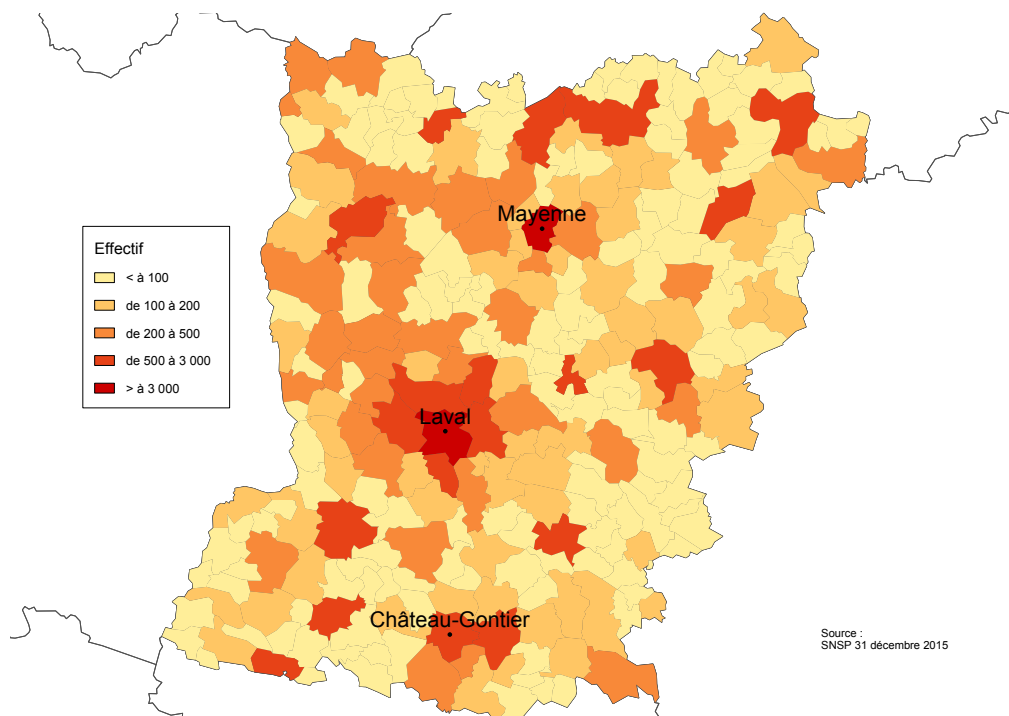 Mayenne
Effectif
< à 100
de 100 à 200
de 200 à 500
de 500 à 3 000
> à 3 000
Laval
Château-Gontier
Source :
SNSP 31 décembre 2015